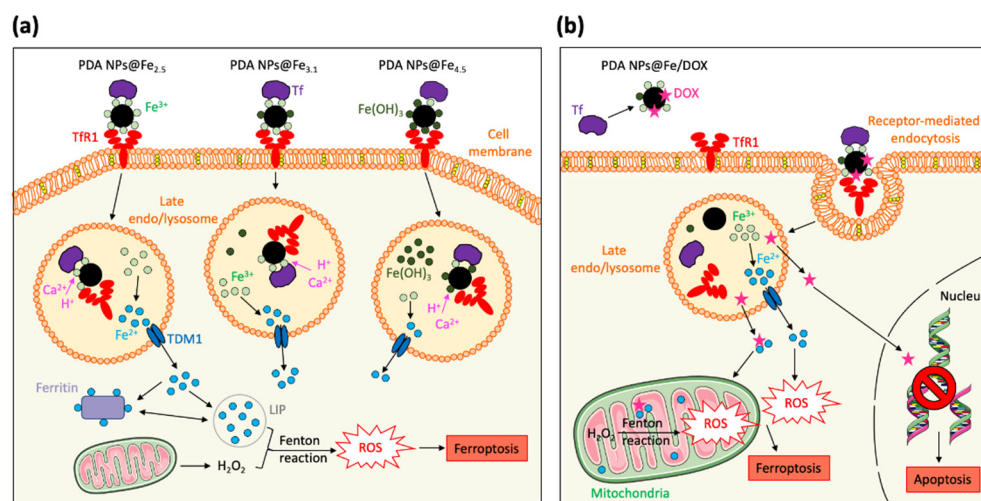 (a)
PDA NPs@Fe2.5
PDA NPs@Fe3.1
PDA NPs@Fe4.5
Tf
Fe3+
Fe(OH)3
TfR1
Cell
membrane
Late
endo/lysosome
Ca2+
H+
Fe2+
TDM1
Fe3+
H+
Ca2+
Fe(OH)3
H+
Ca2+
Ferritin
LIP
H2O2
Fenton
reaction
ROS
Ferroptosis
(b)
PDA NPs@Fe/DOX
DOX
Tf
Receptor-mediated
endocytosis
TfR1
Late
endo/lysosome
Fe3+
Fe2+
Nucleu
H2O2
Fenton
reaction
ROS
ROS
Ferroptosis
Mitochondria
Apoptosis